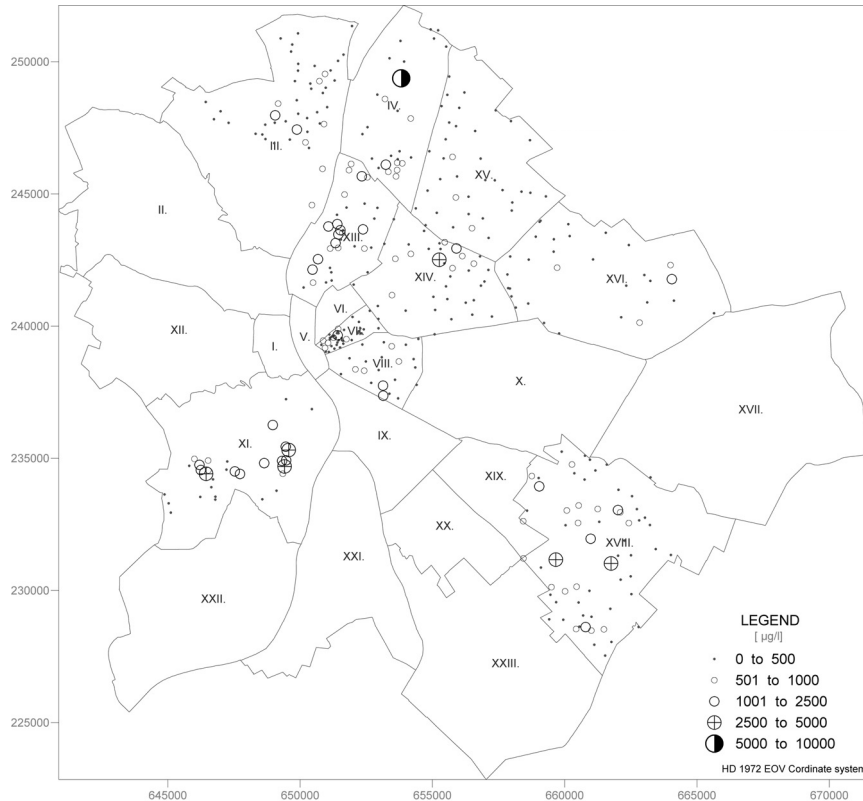 250000
IV.
III.
245000
XV.
II.
XIII.
XIV.
XVI.
VI.
240000
XII.
I.
V.
VII.
VIII.
X.
XVII.
IX.
235000
XI.
XIX.
XX.
XVIII.
XXI.
230000
XXII.
XXIII.
LEGEND
[ µg/l]
0 to 500
501 to 1000
1001 to 2500
2500 to 5000
5000 to 10000
225000
HD 1972 EOV Cordinate system
645000 650000 655000 660000 665000 670000